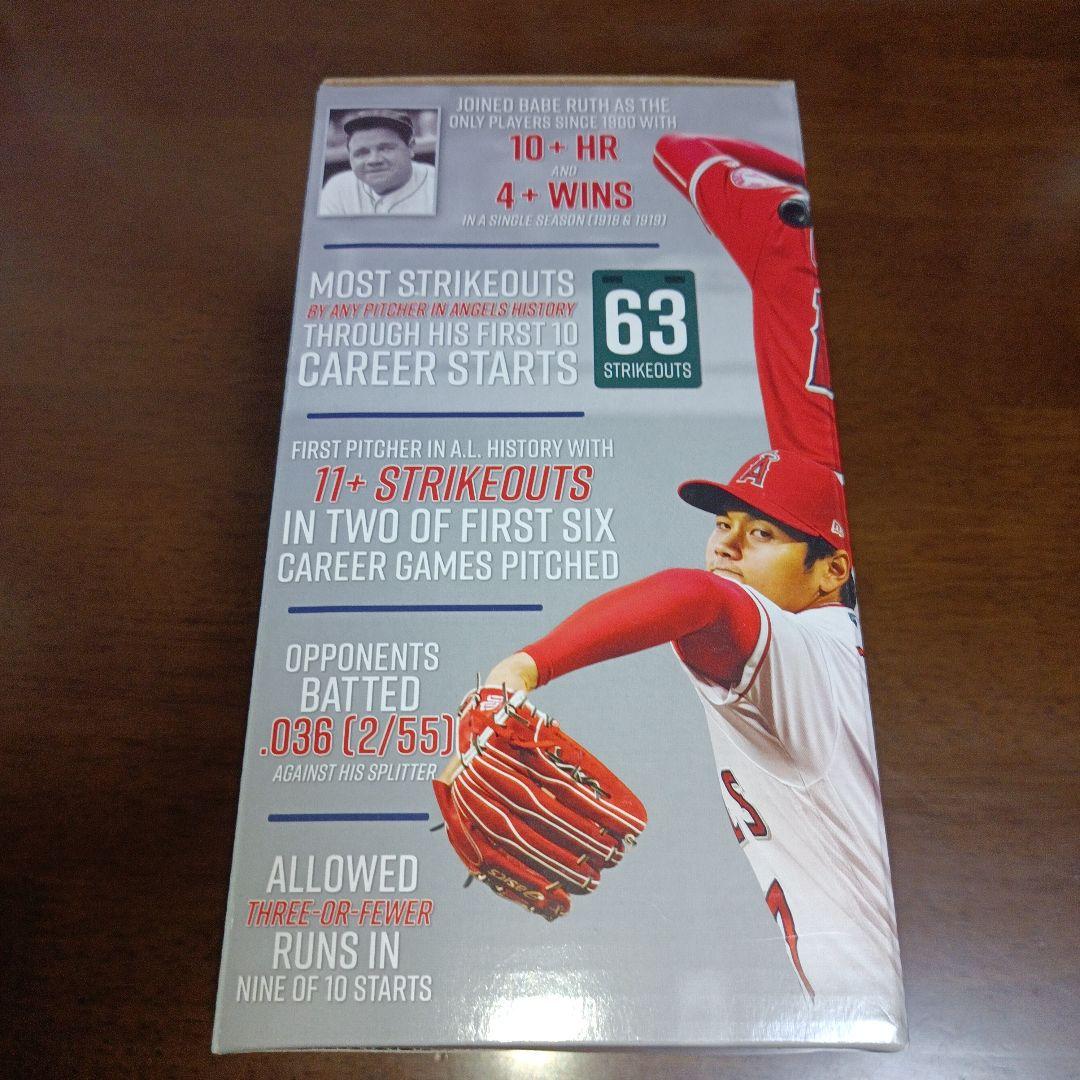 JOINED BABE RUTH AS THE
ONLY PLAYERS SINCE 1900 WITH
10+ HR
AND
4+ WINS
IN A SINGLE SEASON (1918 & 1919)
MOST STRIKEOUTS
BY ANY PITCHER IN ANGELS HISTORY
THROUGH HIS FIRST 10
CAREER STARTS
63
STRIKEOUTS
FIRST PITCHER IN A.L. HISTORY WITH
11+ STRIKEOUTS
IN TWO OF FIRST SIX
CAREER GAMES PITCHED
A
OPPONENTS
BATTED
.036 (2/55)
AGAINST HIS SPLITTER
ALLOWED
THREE-OR-FEWER
RUNS IN
NINE OF 10 STARTS
asics
ELS
7